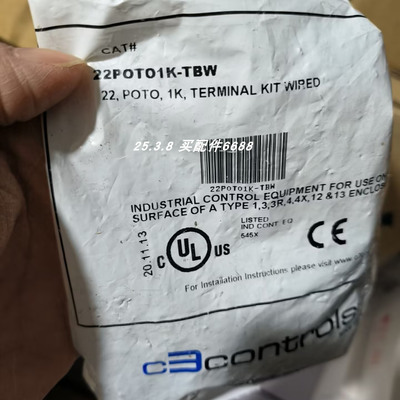 CAT#
22POTO1K-TBW
22, POTO, 1K, TERMINAL KIT WIRED
25.3.8 买配件6688
22POTO1K-TBW
INDUSTRIAL CONTROL EQUIPMENT FOR USE ON
SURFACE OF A TYPE 1,3,3R,4,4X,12 &13 ENCLOS
20.11.13
C UL US
LISTED
IND CONT EQ
545X
CE
For Installation Instructions please visit www.
c3controls